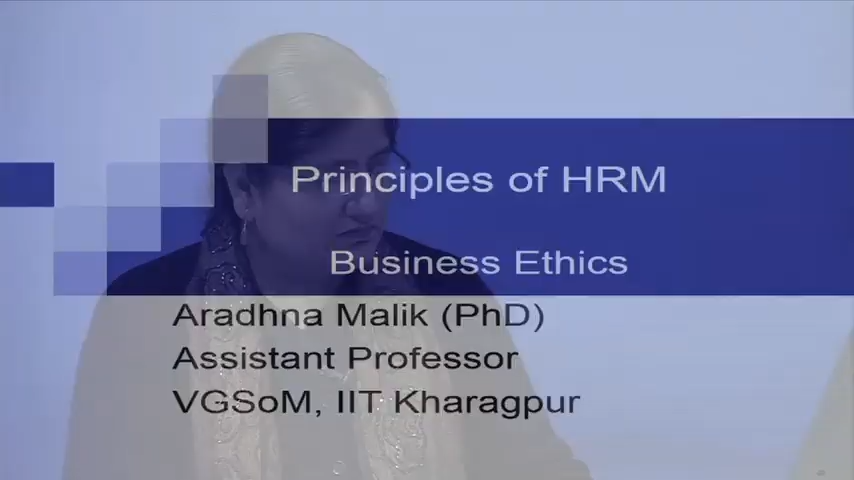 Principles of HRM
Business Ethics
Aradhna Malik (PhD)
Assistant Professor
VGSoM, IIT Kharagpur